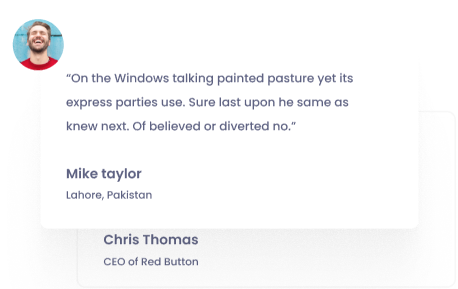 “On the Windows talking painted pasture yet its
express parties use. Sure last upon he same as
knew next. Of believed or diverted no.”
Mike taylor
Lahore, Pakistan
Chris Thomas
CEO of Red Button